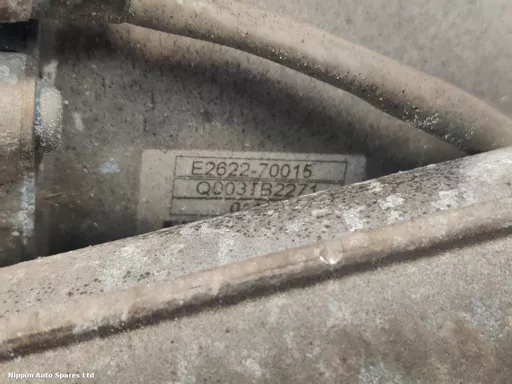 E2622-70015
Q003TB2271
Nippon Auto Spares Ltd